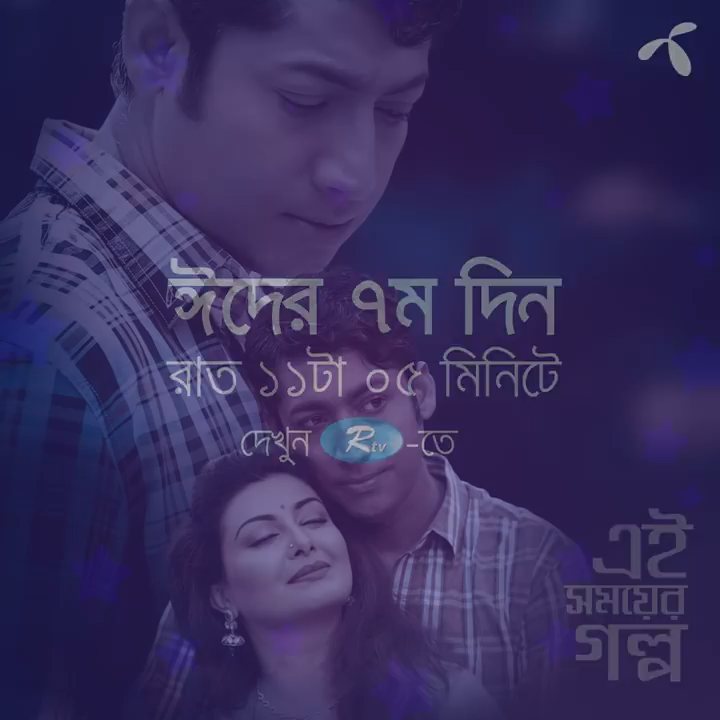 ঈদের ৭ম দিন
রাত ১১টা ০৫ মিনিটে
দেখুন Rtv -তে
এই
সময়ের
গল্প